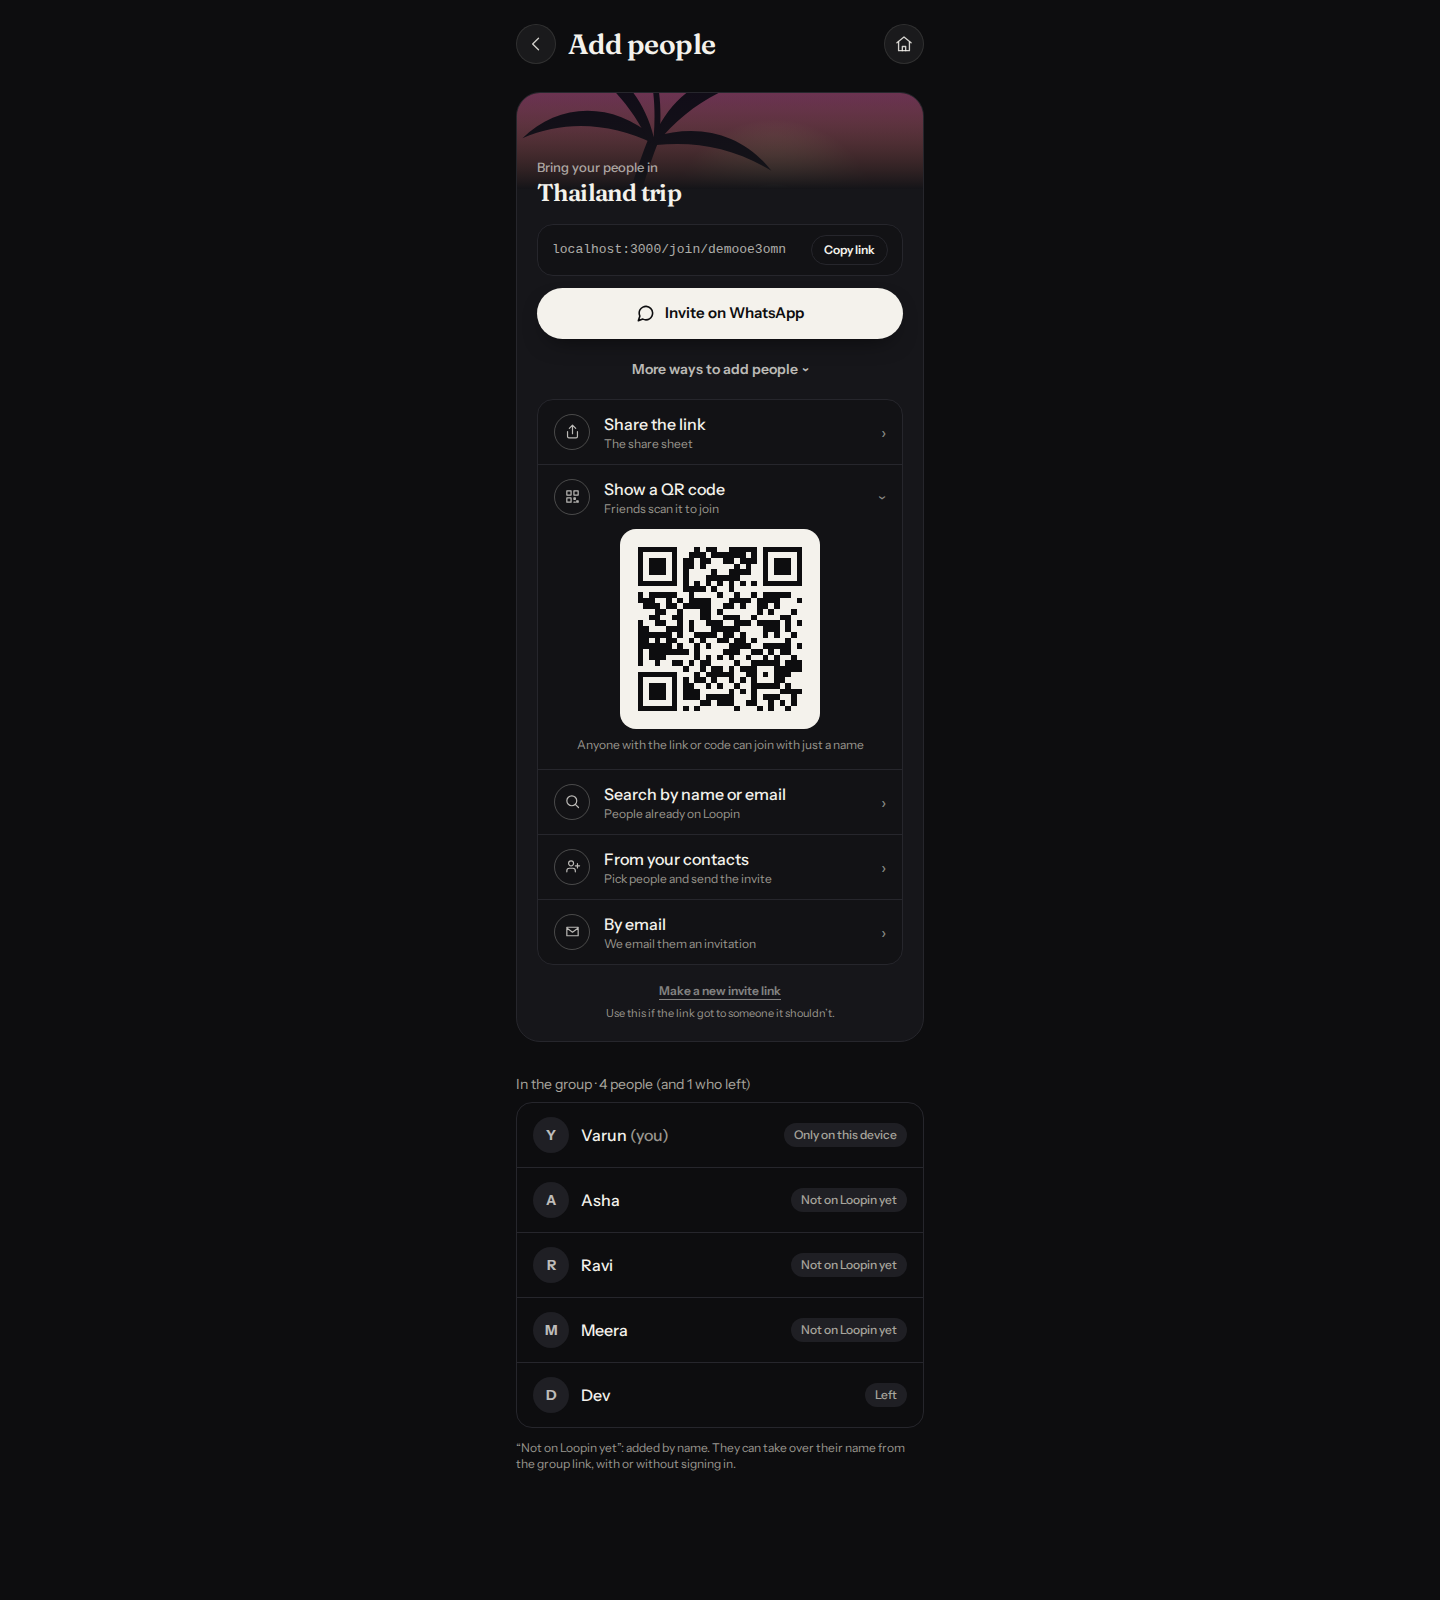 Add people
Bring your people in
Thailand trip
localhost:3000/join/demooe3omn
Copy link
Invite on WhatsApp
More ways to add people
Share the link
The share sheet
Show a QR code
Friends scan it to join
Anyone with the link or code can join with just a name
Search by name or email
People already on Loopin
From your contacts
Pick people and send the invite
By email
We email them an invitation
Make a new invite link
Use this if the link got to someone it shouldn't.
In the group · 4 people (and 1 who left)
Y
Varun (you)
Only on this device
A
Asha
Not on Loopin yet
R
Ravi
Not on Loopin yet
M
Meera
Not on Loopin yet
D
Dev
Left
“Not on Loopin yet”: added by name. They can take over their name from
the group link, with or without signing in.